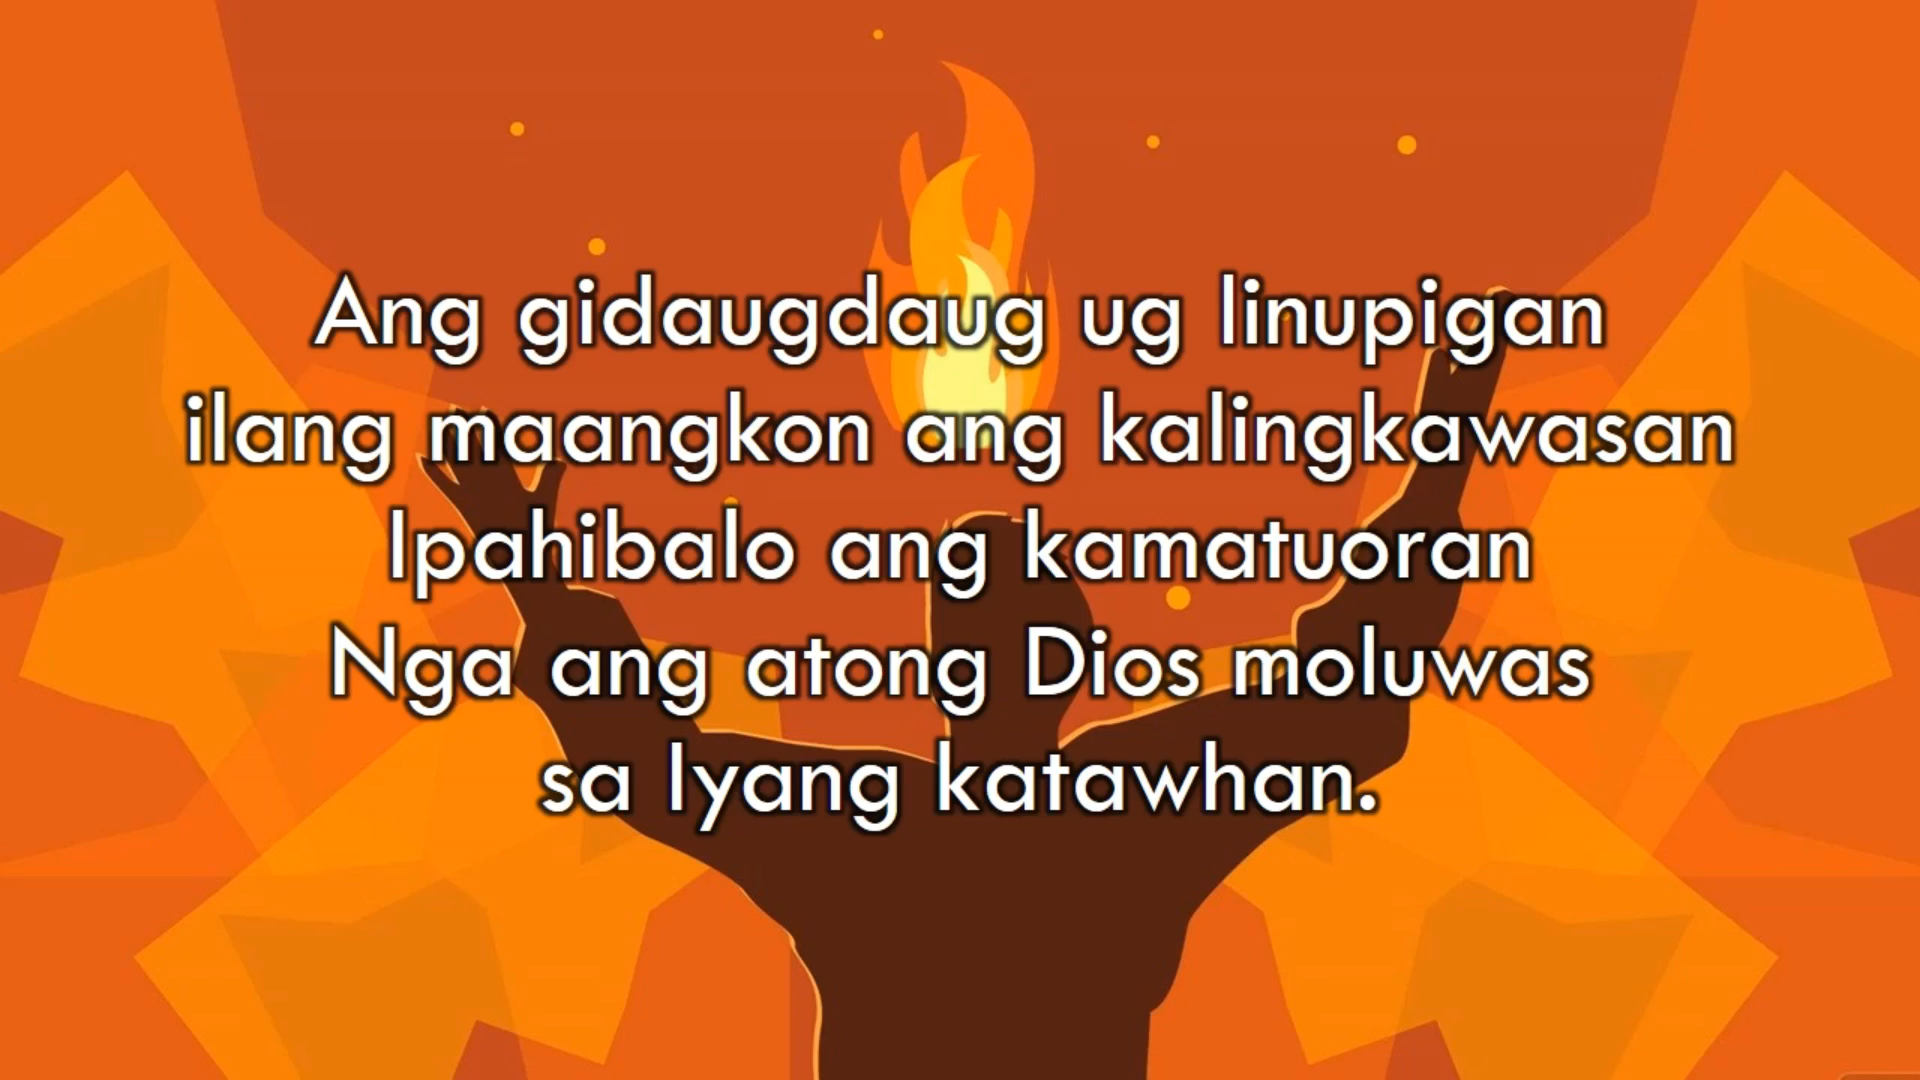 Ang gidaugdaug ug linupigan
ilang maangkon ang kalingkawasan
Ipahibalo ang kamatuoran
Nga ang atong Dios moluwas
sa Iyang katawhan.